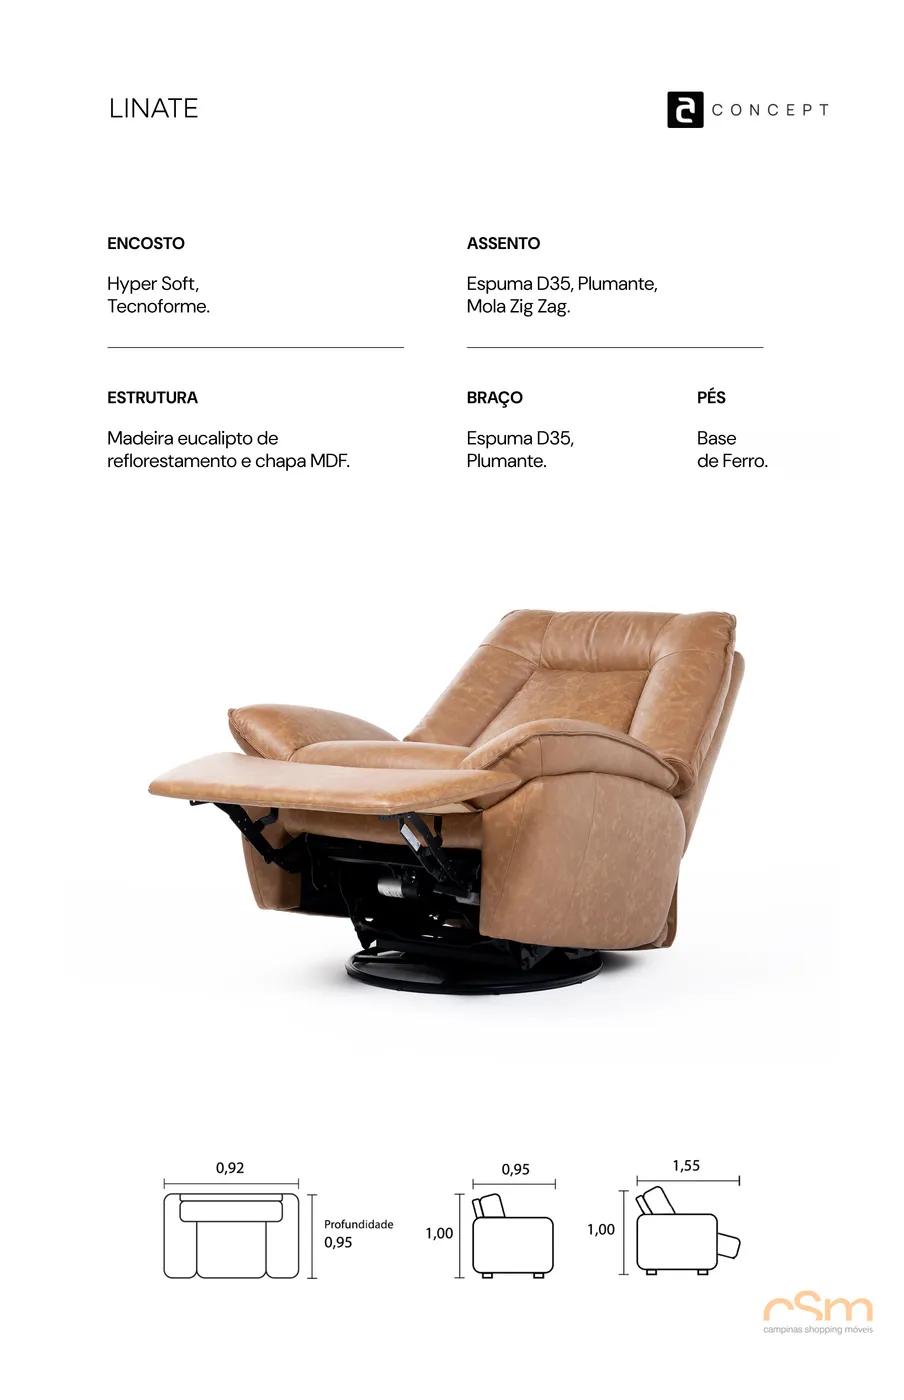 LINATE
CONCEPT
ENCOSTO
Hyper Soft,
Tecnoforme.
ASSENTO
Espuma D35, Plumante,
Mola Zig Zag.
ESTRUTURA
Madeira eucalipto de
reflorestamento e chapa MDF.
BRAÇO
Espuma D35,
Plumante.
PÉS
Base
de Ferro.
0,92
Profundidade
0,95
0,95
1,00
1,55
1,00
csm
campinas shopping móveis